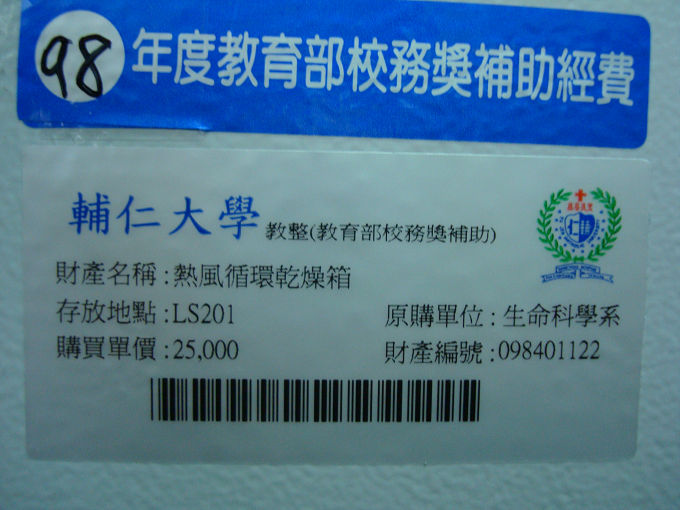 98年度教育部校務獎補助經費
輔仁大學 教整(教育部校務獎補助)
財產名稱：熱風循環乾燥箱
存放地點：LS201 原購單位：生命科學系
購買單價：25,000 財產編號：098401122